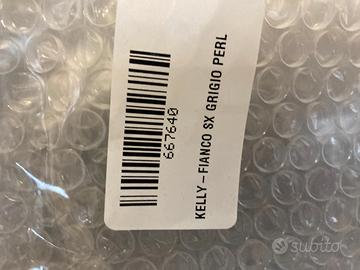 KELLY - FIANCO SX GRIGIO PERL
667640
subito